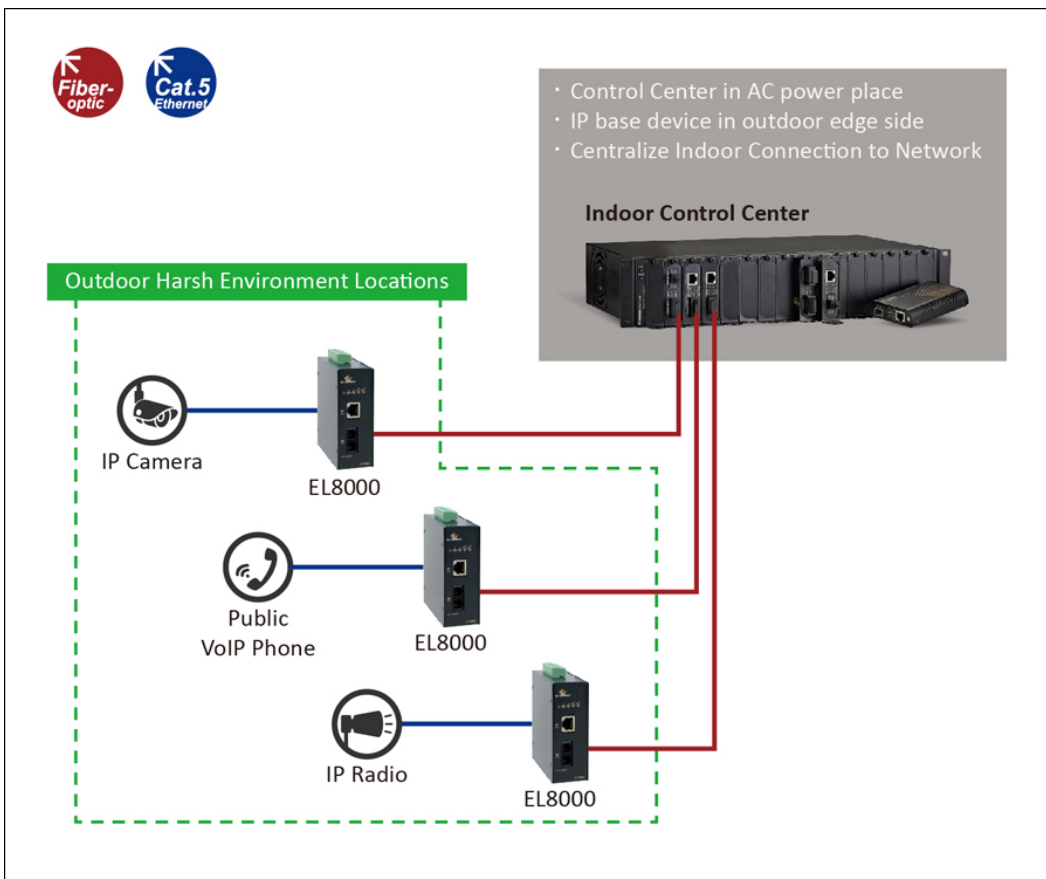 Fiber-
optic
Cat.5
Ethernet
· Control Center in AC power place
· IP base device in outdoor edge side
· Centralize Indoor Connection to Network
Indoor Control Center
Outdoor Harsh Environment Locations
IP Camera
EL8000
Public
VoIP Phone
EL8000
IP Radio
EL8000